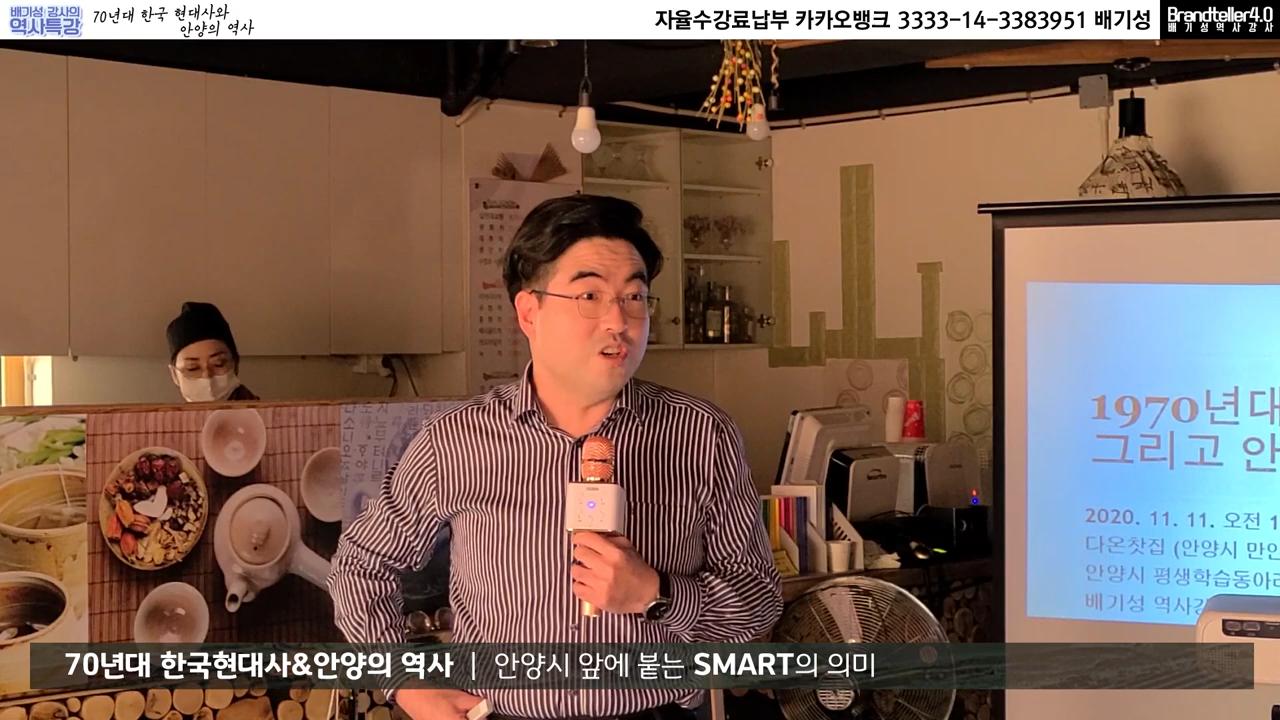 배기성 강사의
역사특강
70년대 한국 현대사와
안양의 역사
자율수강료납부 카카오뱅크 3333-14-3383951 배기성
Brandteller4.0
배기성역사강사
1970년대
그리고 안
2020. 11. 11. 오전 1
다온찻집 (안양시 만안
안양시 평생학습동아리
배기성 역사강
70년대 한국현대사&안양의 역사 | 안양시 앞에 붙는 SMART의 의미